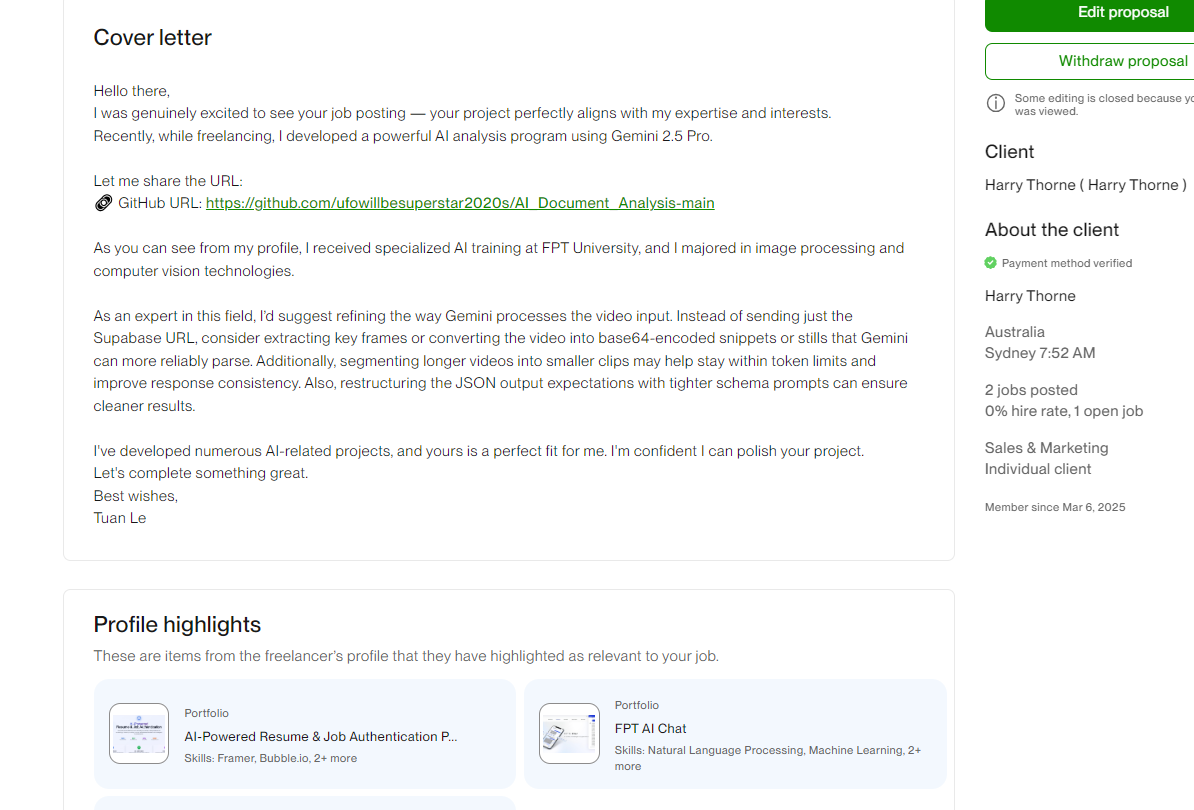 Edit proposal
Cover letter
Withdraw proposal
Hello there,
I was genuinely excited to see your job posting — your project perfectly aligns with my expertise and interests.
Recently, while freelancing, I developed a powerful AI analysis program using Gemini 2.5 Pro.
Some editing is closed because yo
was viewed.
Let me share the URL:
GitHub URL: https://github.com/ufowillbesuperstar2020s/AI_Document_Analysis-main
As you can see from my profile, I received specialized AI training at FPT University, and I majored in image processing and
computer vision technologies.
As an expert in this field, I'd suggest refining the way Gemini processes the video input. Instead of sending just the
Supabase URL, consider extracting key frames or converting the video into base64-encoded snippets or stills that Gemini
can more reliably parse. Additionally, segmenting longer videos into smaller clips may help stay within token limits and
improve response consistency. Also, restructuring the JSON output expectations with tighter schema prompts can ensure
cleaner results.
I've developed numerous AI-related projects, and yours is a perfect fit for me. I'm confident I can polish your project.
Let's complete something great.
Best wishes,
Tuan Le
Client
Harry Thorne ( Harry Thorne )
About the client
Payment method verified
Harry Thorne
Australia
Sydney 7:52 AM
2 jobs posted
0% hire rate, 1 open job
Sales & Marketing
Individual client
Member since Mar 6, 2025
Profile highlights
These are items from the freelancer's profile that they have highlighted as relevant to your job.
Portfolio
AI-Powered Resume & Job Authentication P...
Skills: Framer, Bubble.io, 2+ more
Portfolio
FPT AI Chat
Skills: Natural Language Processing, Machine Learning, 2+
more